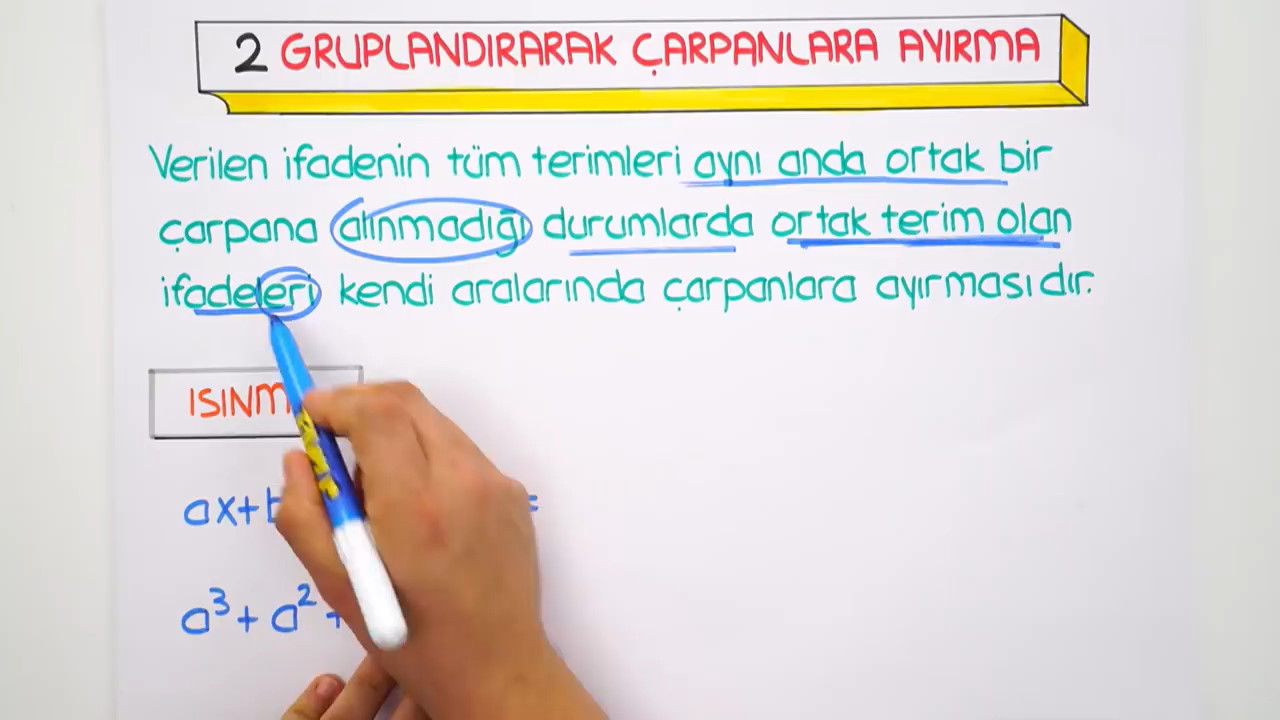 2 GRUPLANDIRARAK ÇARPANLARA AYIRMA
Verilen ifadenin tüm terimleri aynı anda ortak bir
çarpana alınmadığı durumlarda ortak terim olan
ifadeleri kendi aralarında çarpanlara ayırmasıdır.
ISINM
ax+b =
a³+a²+